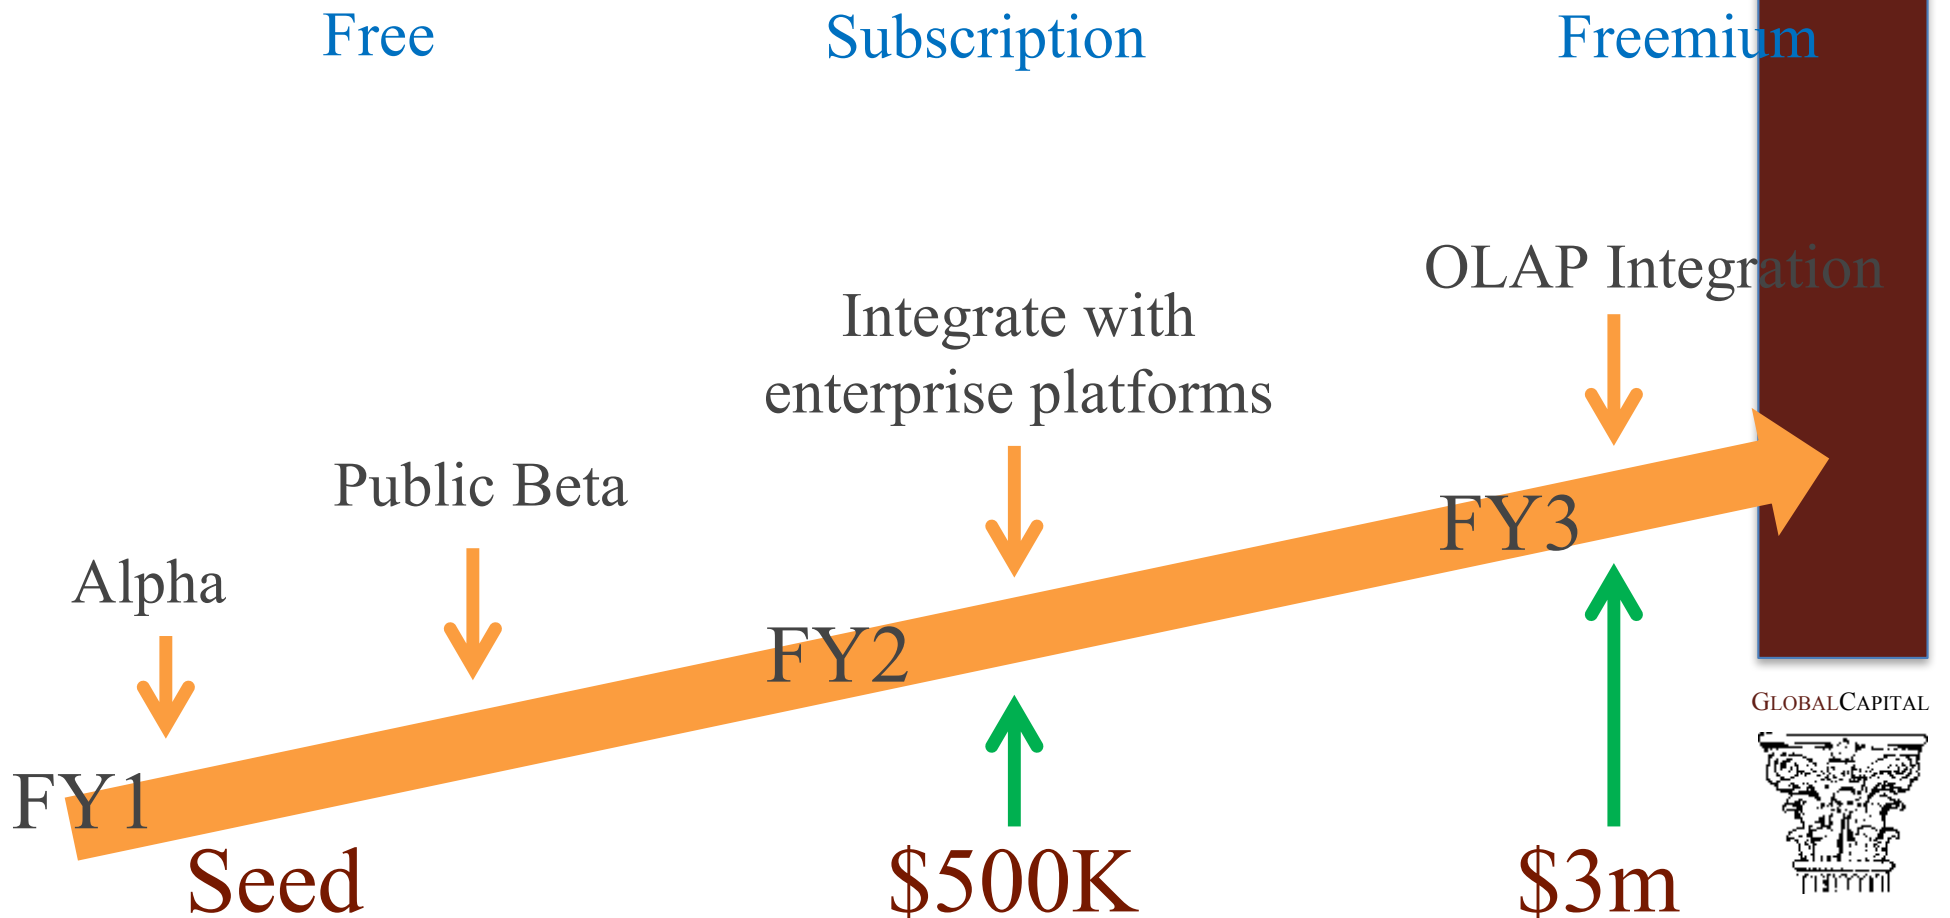 Free
Subscription
Freemium
OLAP Integration
Integrate with
enterprise platforms
Public Beta
Alpha
FY3
FY2
FY1
GLOBALCAPITAL
Seed
$500K
$3m